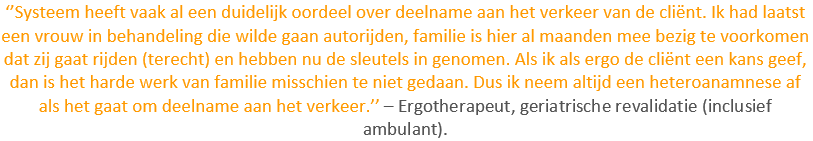 ‘’Systeem heeft vaak al een duidelijk oordeel over deelname aan het verkeer van de cliënt. Ik had laatst
een vrouw in behandeling die wilde gaan autorijden, familie is hier al maanden mee bezig te voorkomen
dat zij gaat rijden (terecht) en hebben nu de sleutels in genomen. Als ik als ergo de cliënt een kans geef,
dan is het harde werk van familie misschien te niet gedaan. Dus ik neem altijd een heteroanamnese af
als het gaat om deelname aan het verkeer.’’ – Ergotherapeut, geriatrische revalidatie (inclusief
ambulant).